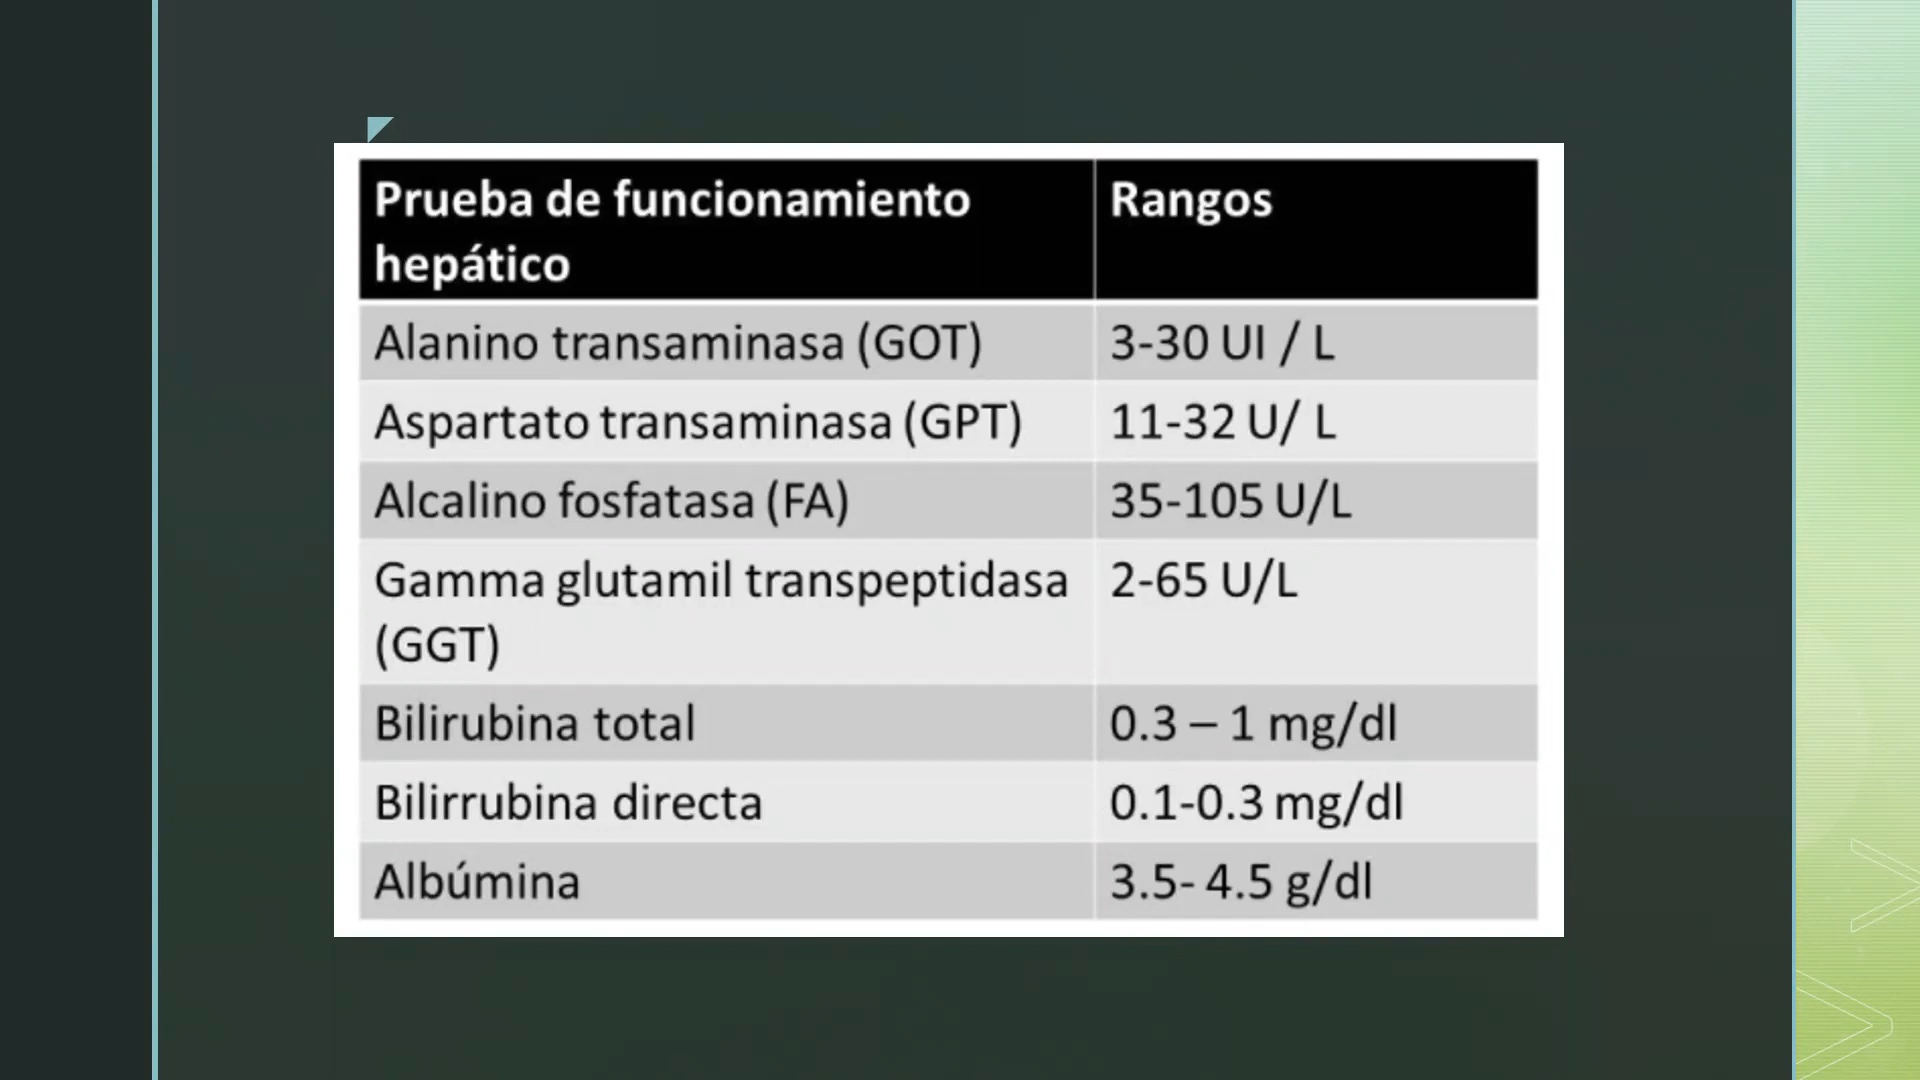 Prueba de funcionamiento Rangos
hepático
Alanino transaminasa (GOT) 3-30 UI / L
Aspartato transaminasa (GPT) 11-32 U/ L
Alcalino fosfatasa (FA) 35-105 U/L
Gamma glutamil transpeptidasa 2-65 U/L
(GGT)
Bilirubina total 0.3 – 1 mg/dl
Bilirrubina directa 0.1-0.3 mg/dl
Albúmina 3.5- 4.5 g/dl